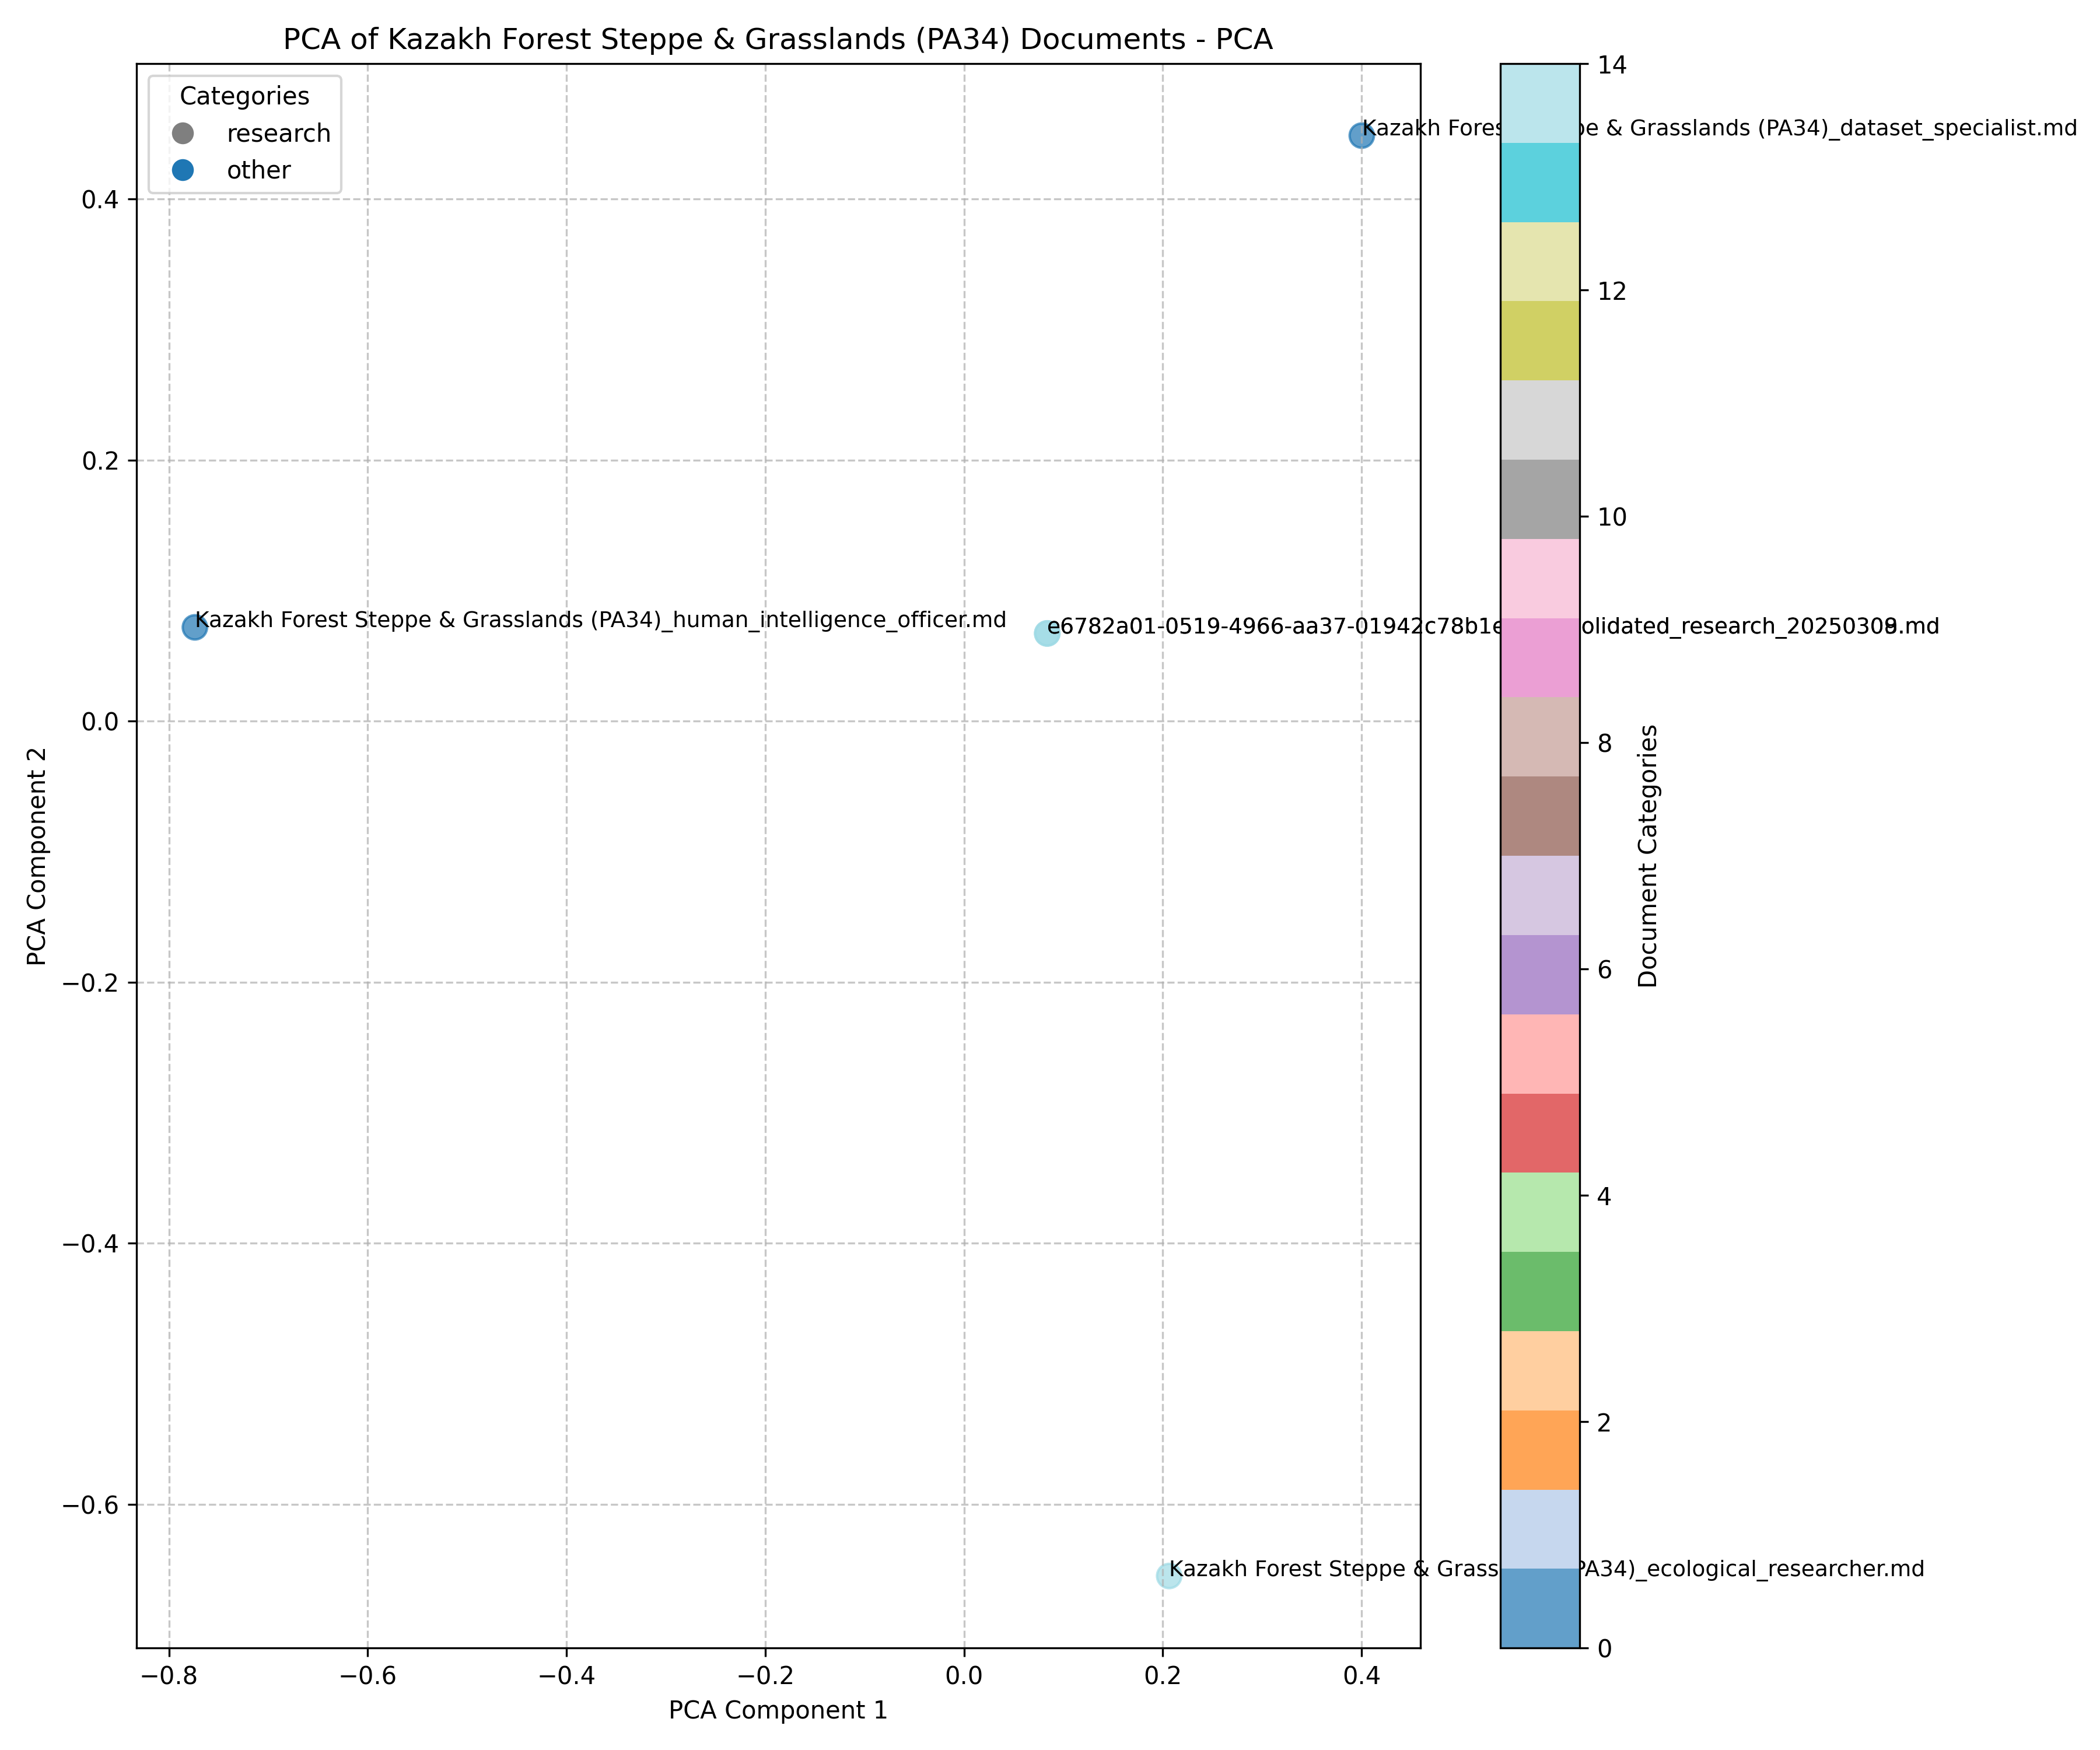 PCA of Kazakh Forest Steppe & Grasslands (PA34) Documents - PCA
Categories
research
other
Kazakh Fores pe & Grasslands (PA34)_dataset_specialist.md
Kazakh Forest Steppe & Grasslands (PA34)_human_intelligence_officer.md
e6782a01-0519-4966-aa37-01942c78b1e olidated_research_2025030
Kazakh Forest Steppe & Grass PA34)_ecological_researcher.md
0.4
0.2
0.0
−0.2
−0.4
−0.6
PCA Component 2
−0.8
−0.6
−0.4
−0.2
0.0
0.2
0.4
PCA Component 1
14
12
10
8
6
4
2
0
Document Categories